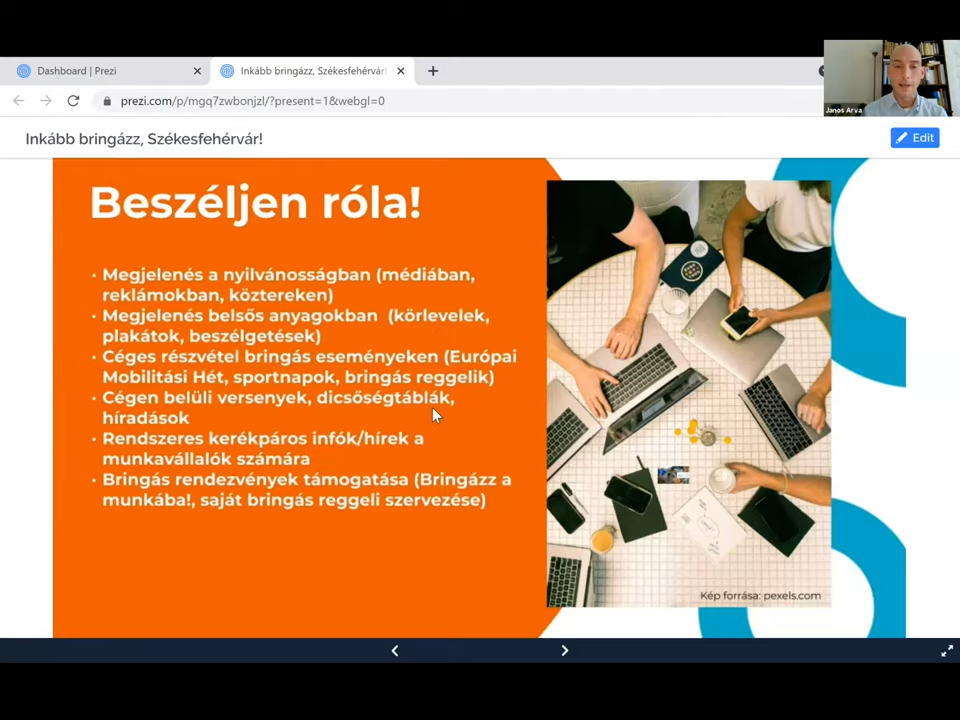 Dashboard | Prezi
Inkább bringázz, Székesfehérvár!
prezi.com/p/mgq7zwbonjzl/?present=1&webgl=0
Janos Arva
Inkább bringázz, Székesfehérvár!
Edit
Beszéljen róla!
• Megjelenés a nyilvánosságban (médiában,
reklámokban, köztereken)
• Megjelenés belsős anyagokban (körlevelek,
plakátok, beszélgetések)
• Céges részvétel bringás eseményeken (Európai
Mobilitási Hét, sportnapok, bringás reggelik)
• Cégen belüli versenyek, dicsőségtáblák,
híradások
• Rendszeres kerékpáros infók/hírek a
munkavállalók számára
• Bringás rendezvények támogatása (Bringázz a
munkába!, saját bringás reggeli szervezése)
Kép forrása: pexels.com